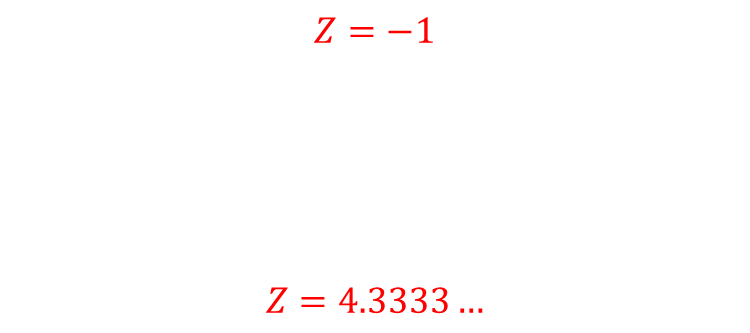 Z = −1
Z = 4.3333 …